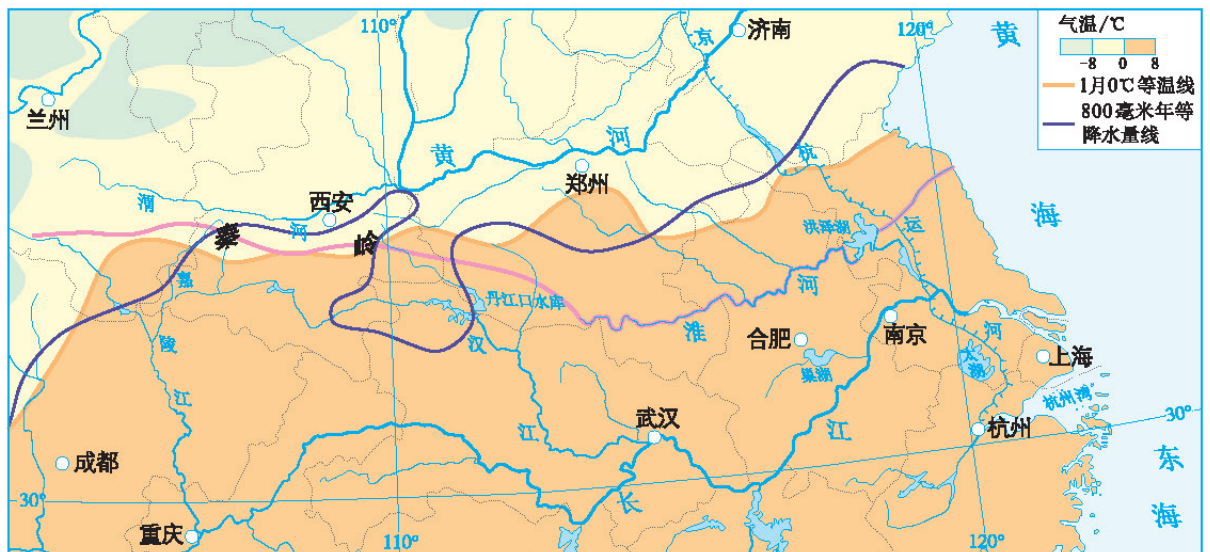 110°
120°
京
济南
黄
气温/℃
-8 0 8
1月0℃等温线
800毫米年等
降水量线
兰州
黄
河
杭
郑州
渭
西安
河
秦
岭
海
洪泽湖
运
嘉
丹江口水库
河
淮
陵
汉
合肥
南京
河
巢湖
太湖
上海
江
杭州湾
武汉
江
江
杭州
30°
成都
东
30°
长
海
重庆
110°
120°